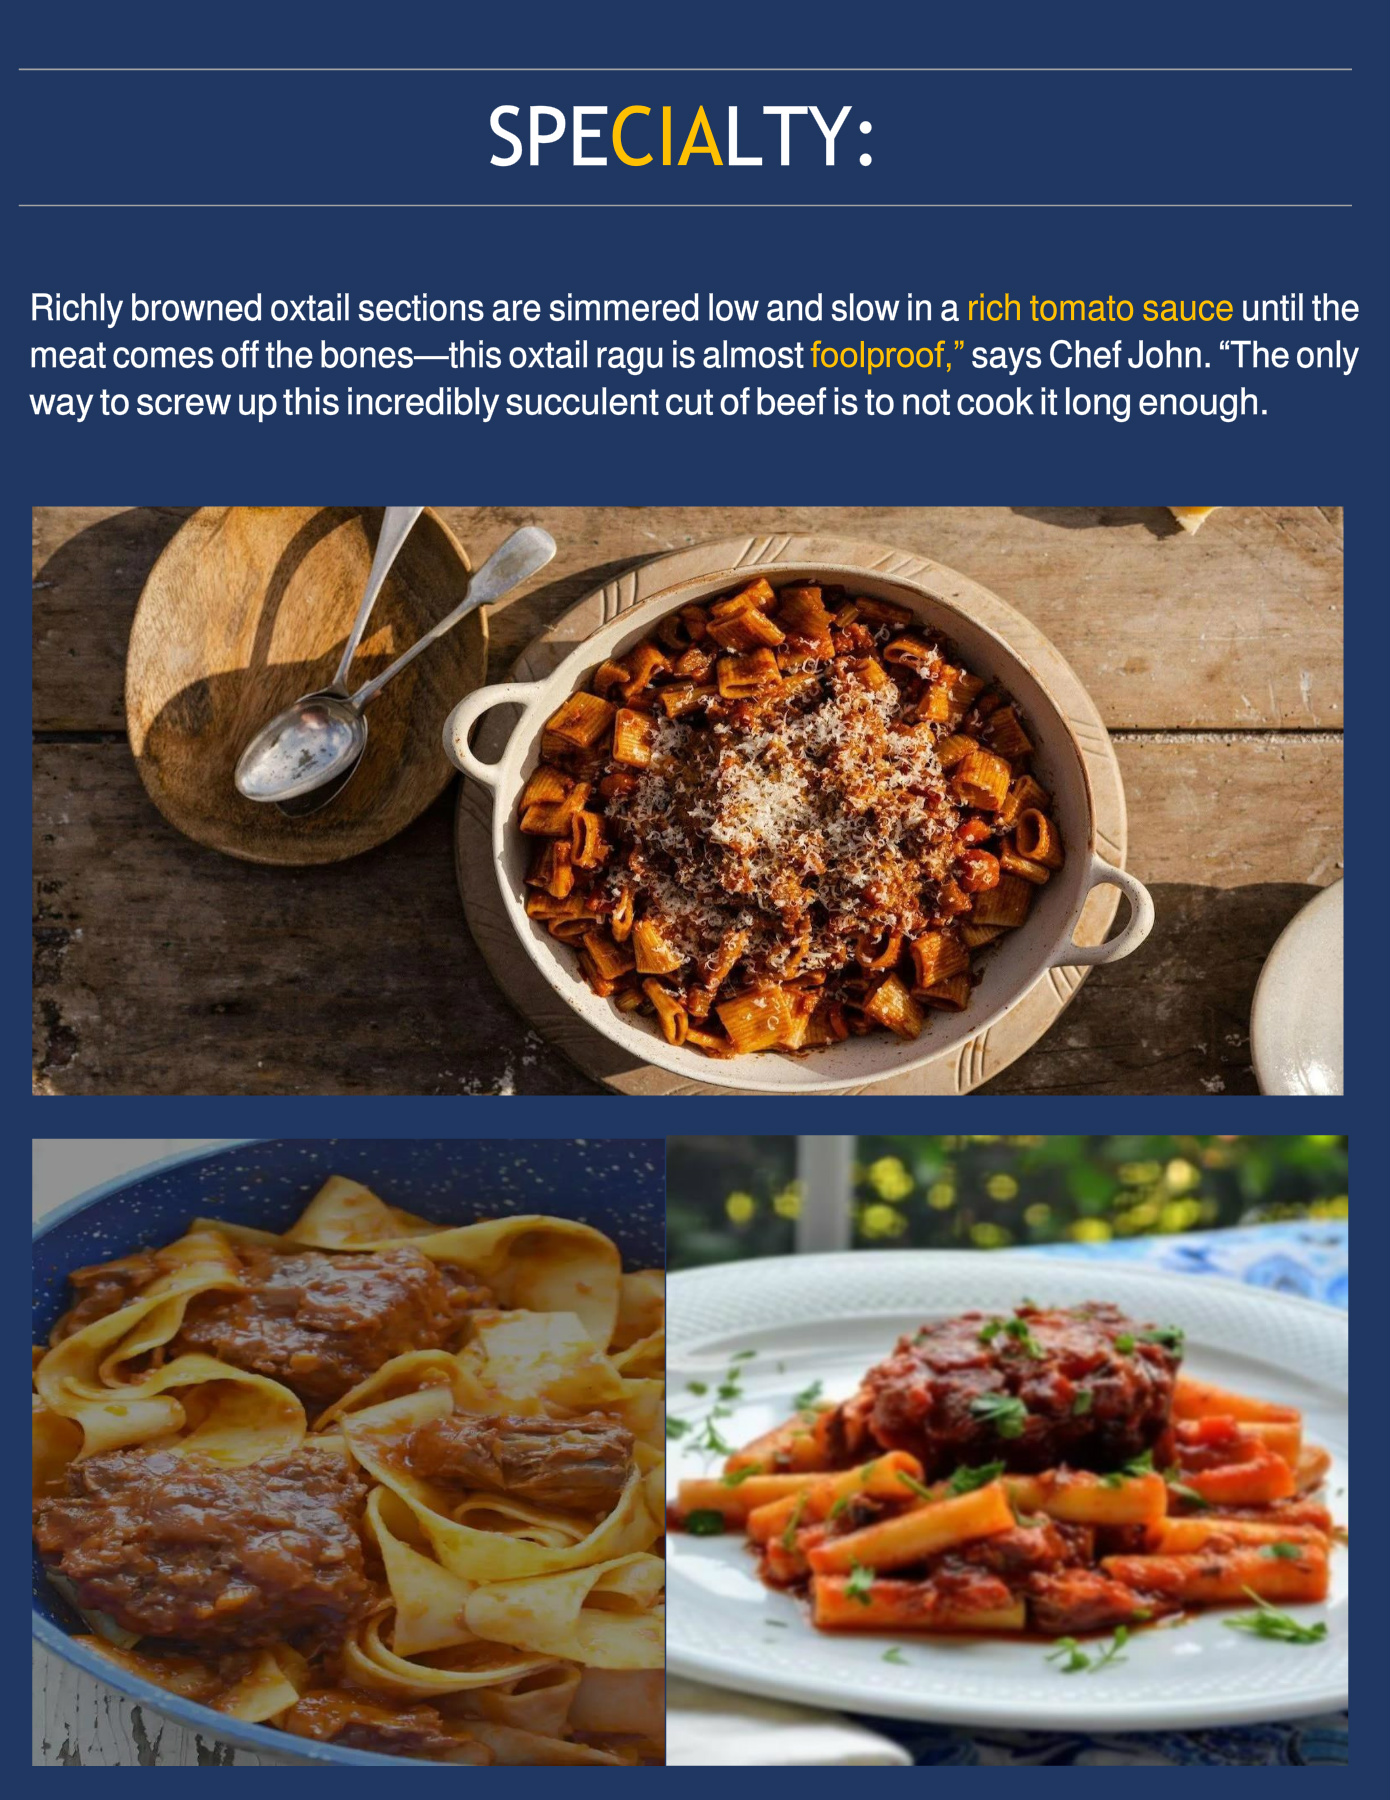 SPECIALTY:
Richly browned oxtail sections are simmered low and slow in a rich tomato sauce until the
meat comes off the bones—this oxtail ragu is almost foolproof,” says Chef John. “The only
way to screw up this incredibly succulent cut of beef is to not cook it long enough.